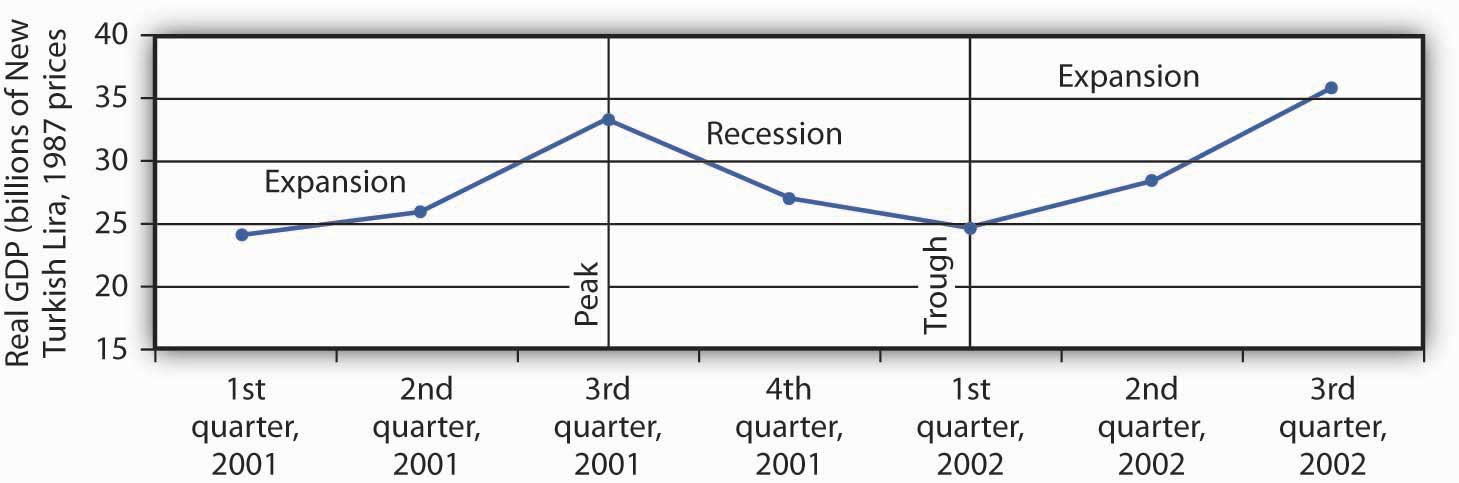 Real GDP (billions of New
Turkish Lira, 1987 prices
40
35
30
25
20
15
Expansion
Peak
Recession
Trough
Expansion
1st
quarter,
2001
2nd
quarter,
2001
3rd
quarter,
2001
4th
quarter,
2001
1st
quarter,
2002
2nd
quarter,
2002
3rd
quarter,
2002